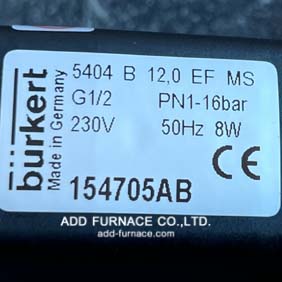 burkert
Made in Germany
5404 B 12,0 EF MS
G1/2 PN1-16bar
230V 50Hz 8W
CE
154705AB
ADD FURNACE CO.,LTD.
add-furnace.com